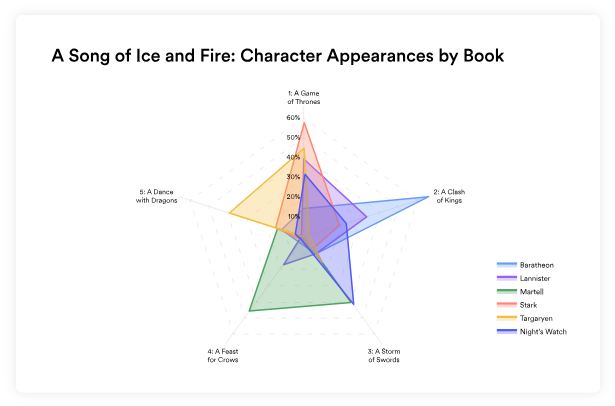 A Song of Ice and Fire: Character Appearances by Book
1: A Game
of Thrones
60%
50%
40%
30%
20%
10%
5: A Dance
with Dragons
2: A Clash
of Kings
4: A Feast
for Crows
3: A Storm
of Swords
Baratheon
Lannister
Martell
Stark
Targaryen
Night's Watch